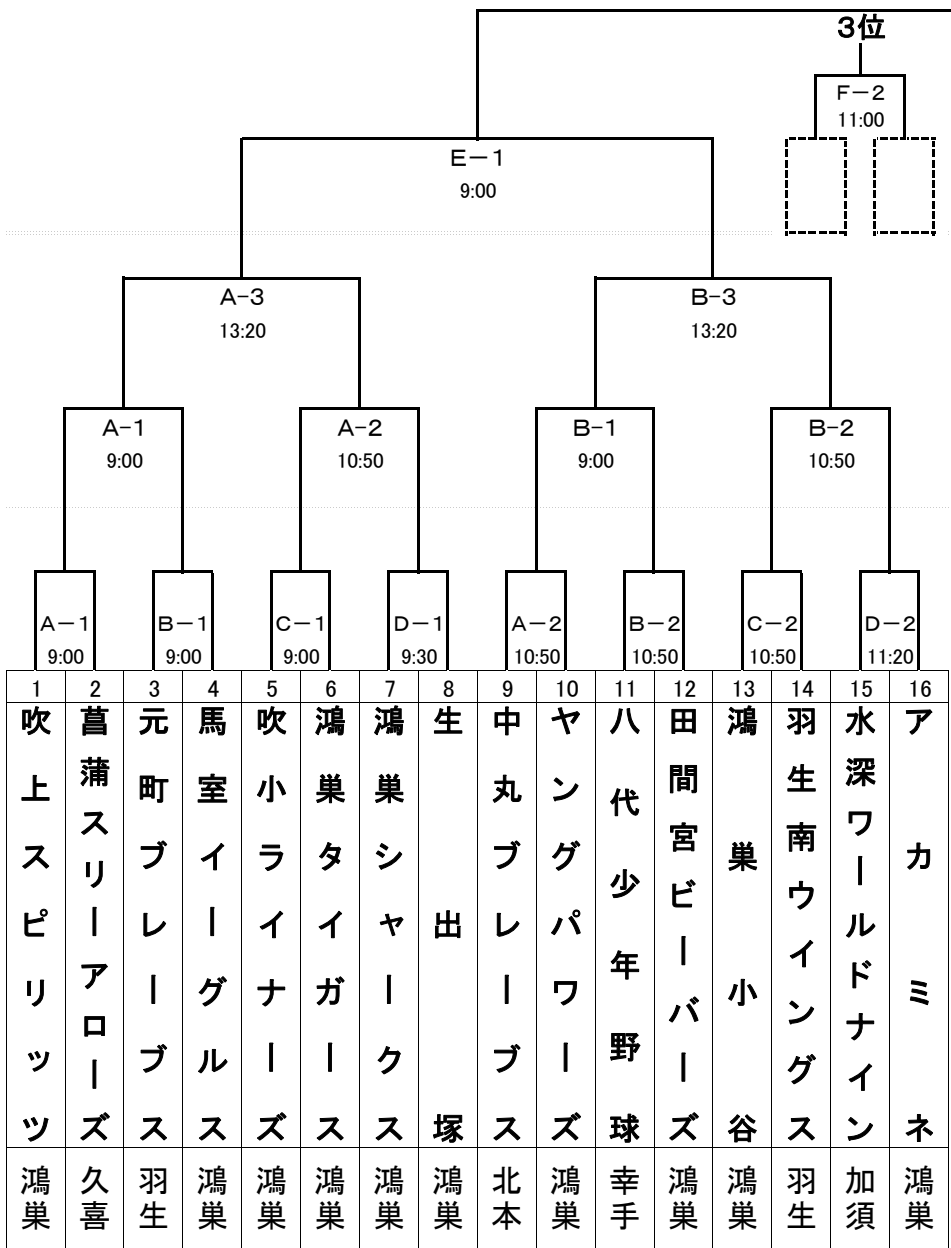 3位
F－2
11:00
E－1
9:00
A-3
13:20
B-3
13:20
A-1
9:00
A-2
10:50
B-1
9:00
B-2
10:50
A－1
9:00
B－1
9:00
C－1
9:00
D－1
9:30
A－2
10:50
B－2
10:50
C－2
10:50
D－2
11:20
1 2 3 4 5 6 7 8 9 10 11 12 13 14 15 16
吹上スピリッツ
菖蒲スリーアローズ
元町ブレーブス
馬室イーグルス
吹小ライナーズ
鴻巣タイガース
鴻巣シャークス
生出塚
中丸ブレーブス
ヤングパワーズ
八代少年野球
田間宮ビーバーズ
鴻巣小谷
羽生南ウイングス
水深ワールドナイン
アカミネ
鴻巣
久喜
羽生
鴻巣
鴻巣
鴻巣
鴻巣
鴻巣
北本
鴻巣
幸手
鴻巣
鴻巣
羽生
加須
鴻巣